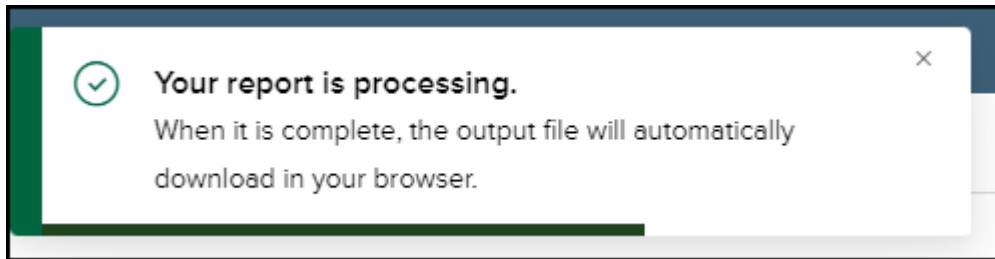 Your report is processing.
When it is complete, the output file will automatically
download in your browser.